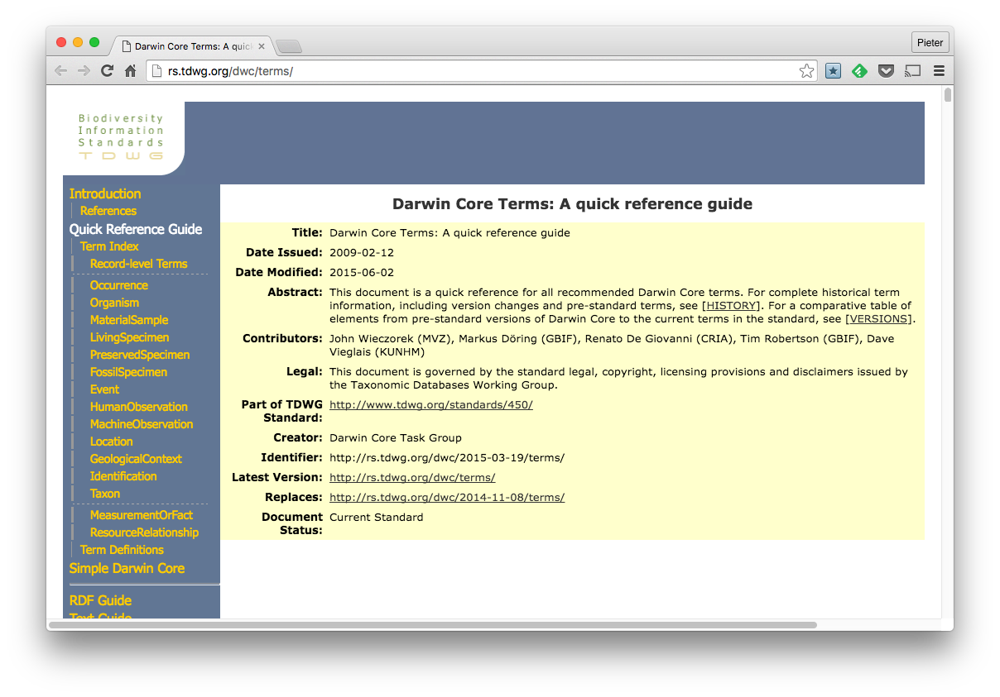 Darwin Core Terms: A quic
Pieter
rs.tdwg.org/dwc/terms/
Biodiversity
Information
Standards
TDWG
Introduction
References
Quick Reference Guide
Term Index
Record-level Terms
Occurrence
Organism
MaterialSample
LivingSpecimen
PreservedSpecimen
FossilSpecimen
Event
HumanObservation
MachineObservation
Location
GeologicalContext
Identification
Taxon
MeasurementOrFact
ResourceRelationship
Term Definitions
Simple Darwin Core
RDF Guide
Text Guide
Darwin Core Terms: A quick reference guide
Title: Darwin Core Terms: A quick reference guide
Date Issued: 2009-02-12
Date Modified: 2015-06-02
Abstract: This document is a quick reference for all recommended Darwin Core terms. For complete historical term
information, including version changes and pre-standard terms, see [HISTORY]. For a comparative table of
elements from pre-standard versions of Darwin Core to the current terms in the standard, see [VERSIONS].
Contributors: John Wieczorek (MVZ), Markus Döring (GBIF), Renato De Giovanni (CRIA), Tim Robertson (GBIF), Dave
Vieglais (KUNHM)
Legal: This document is governed by the standard legal, copyright, licensing provisions and disclaimers issued by
the Taxonomic Databases Working Group.
Part of TDWG http://www.tdwg.org/standards/450/
Standard:
Creator: Darwin Core Task Group
Identifier: http://rs.tdwg.org/dwc/2015-03-19/terms/
Latest Version: http://rs.tdwg.org/dwc/terms/
Replaces: http://rs.tdwg.org/dwc/2014-11-08/terms/
Document Current Standard
Status: